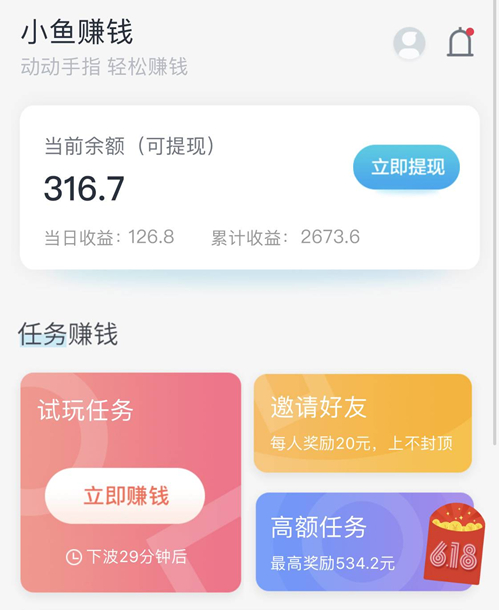 小鱼赚钱
动动手指 轻松赚钱
当前余额（可提现）
316.7
立即提现
当日收益：126.8 累计收益： 2673.6
任务赚钱
试玩任务
立即赚钱
下波29分钟后
邀请好友
每人奖励20元，上不封顶
高额任务
最高奖励534.2元
618